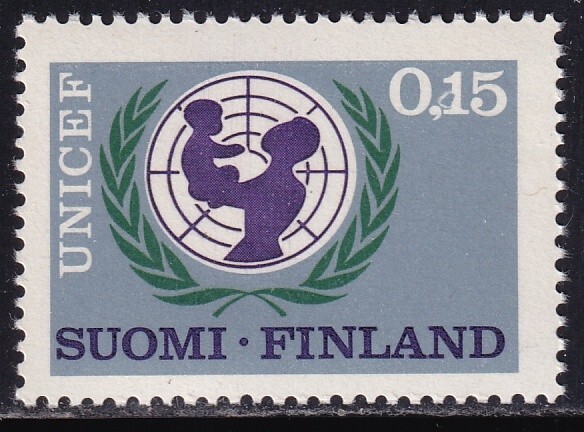 UNICEF
0,15
SUOMI · FINLAND